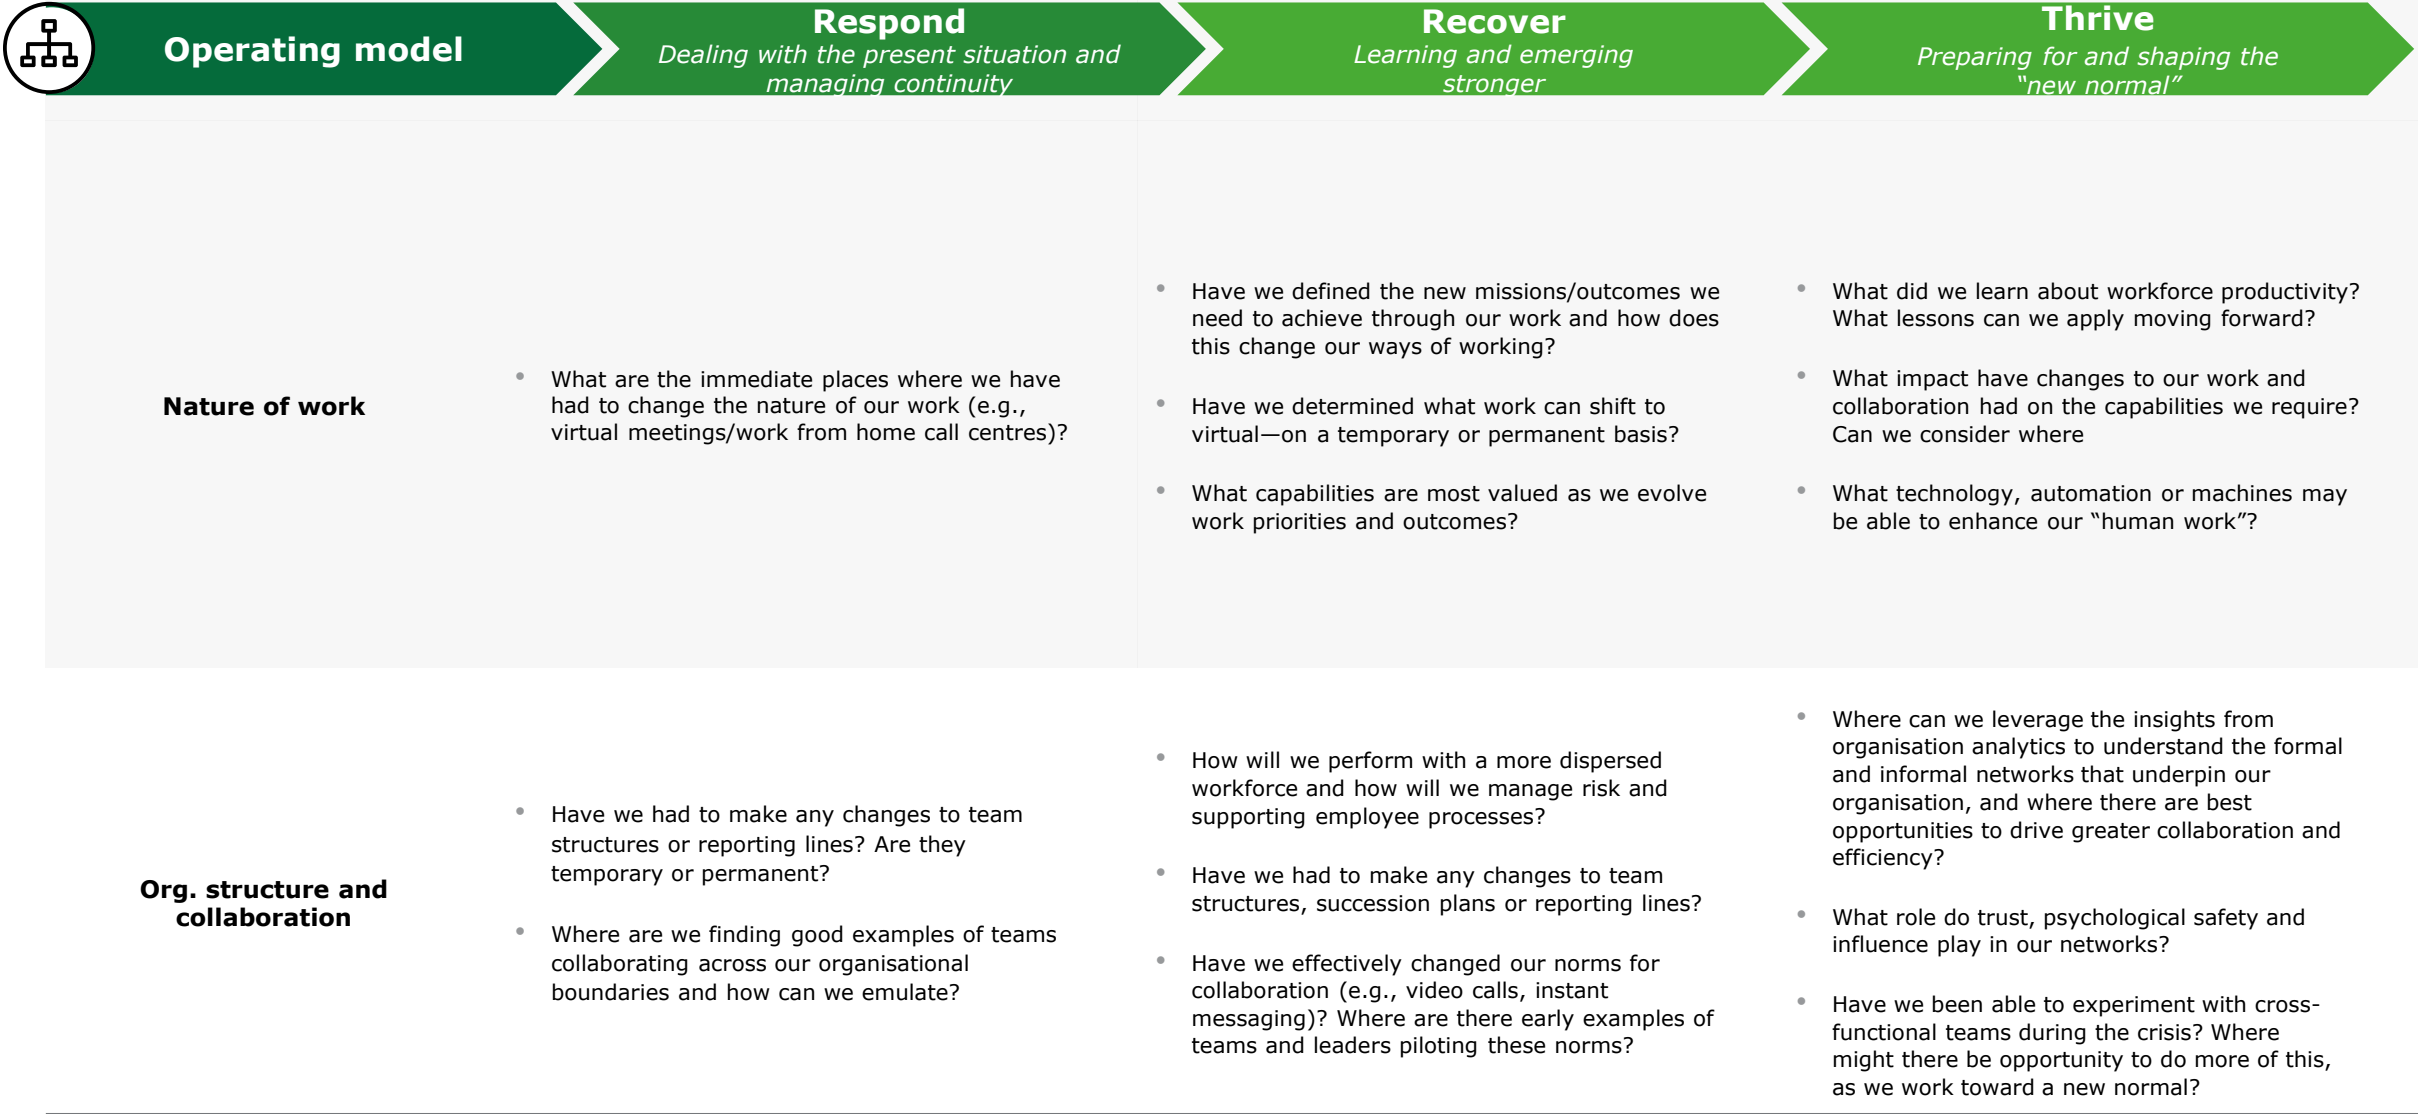 Operating model
Respond
Dealing with the present situation and
managing continuity
Recover
Learning and emerging
stronger
Thrive
Preparing for and shaping the
“new normal”
Nature of work
• What are the immediate places where we have
had to change the nature of our work (e.g.,
virtual meetings/work from home call centres)?
• Have we defined the new missions/outcomes we
need to achieve through our work and how does
this change our ways of working?
• Have we determined what work can shift to
virtual—on a temporary or permanent basis?
• What capabilities are most valued as we evolve
work priorities and outcomes?
• What did we learn about workforce productivity?
What lessons can we apply moving forward?
• What impact have changes to our work and
collaboration had on the capabilities we require?
Can we consider where
• What technology, automation or machines may
be able to enhance our “human work”?
Org. structure and
collaboration
• Have we had to make any changes to team
structures or reporting lines? Are they
temporary or permanent?
• Where are we finding good examples of teams
collaborating across our organisational
boundaries and how can we emulate?
• How will we perform with a more dispersed
workforce and how will we manage risk and
supporting employee processes?
• Have we had to make any changes to team
structures, succession plans or reporting lines?
• Have we effectively changed our norms for
collaboration (e.g., video calls, instant
messaging)? Where are there early examples of
teams and leaders piloting these norms?
• Where can we leverage the insights from
organisation analytics to understand the formal
and informal networks that underpin our
organisation, and where there are best
opportunities to drive greater collaboration and
efficiency?
• What role do trust, psychological safety and
influence play in our networks?
• Have we been able to experiment with cross-
functional teams during the crisis? Where
might there be opportunity to do more of this,
as we work toward a new normal?